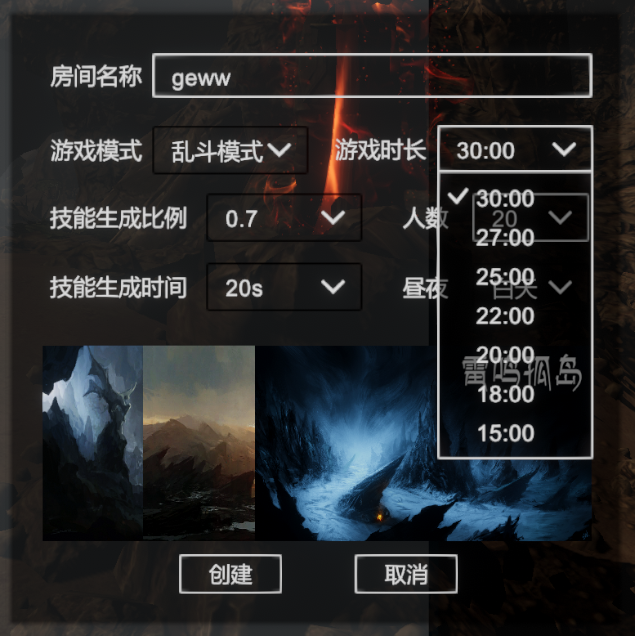 房间名称 geww
游戏模式 乱斗模式 游戏时长 30:00
技能生成比例 0.7 人数 20
技能生成时间 20s 昼夜 白天
30:00
27:00
25:00
22:00
20:00
18:00
15:00
雷鸣孤岛
创建 取消